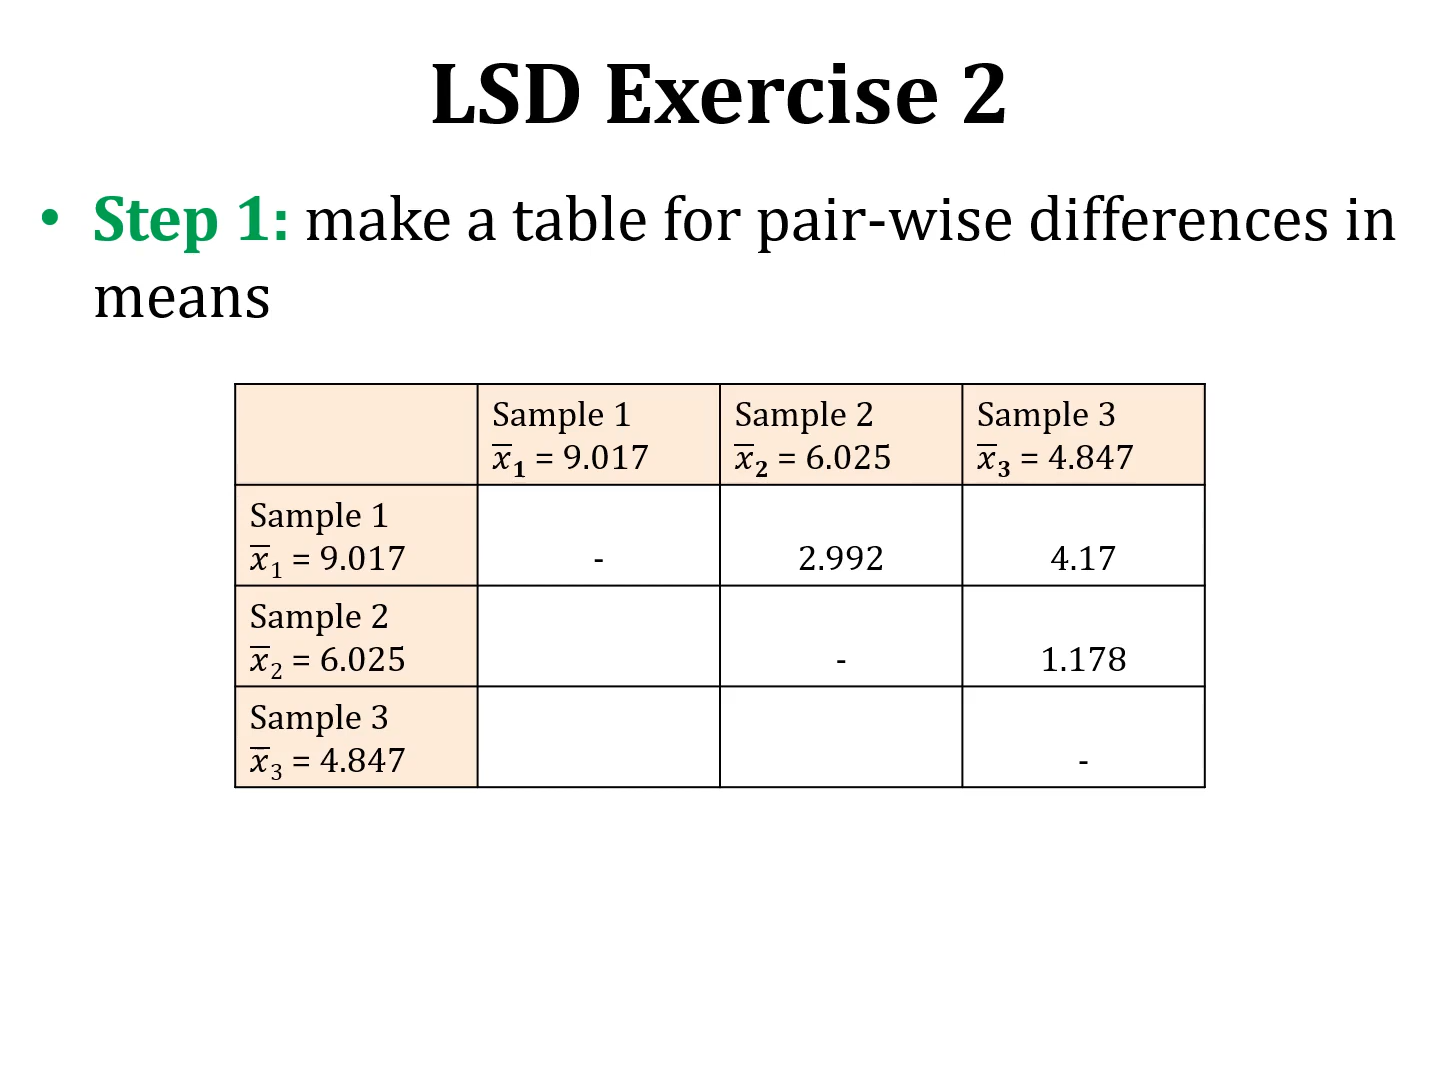 LSD Exercise 2
• Step 1: make a table for pair-wise differences in
means
Sample 1 Sample 2 Sample 3
x̅₁ = 9.017 x̅₂ = 6.025 x̅₃ = 4.847
Sample 1
x̅₁ = 9.017 - 2.992 4.17
Sample 2
x̅₂ = 6.025 - 1.178
Sample 3
x̅₃ = 4.847 -